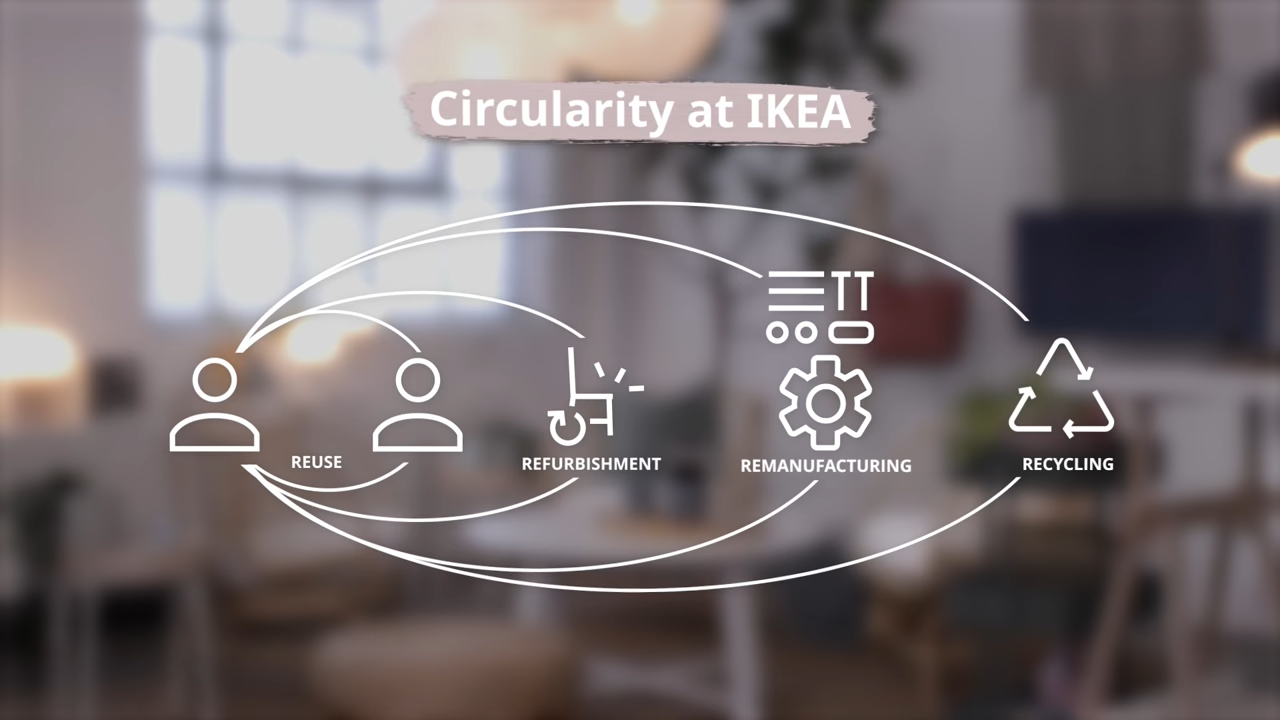 Circularity at IKEA
REUSE
REFURBISHMENT
REMANUFACTURING
RECYCLING